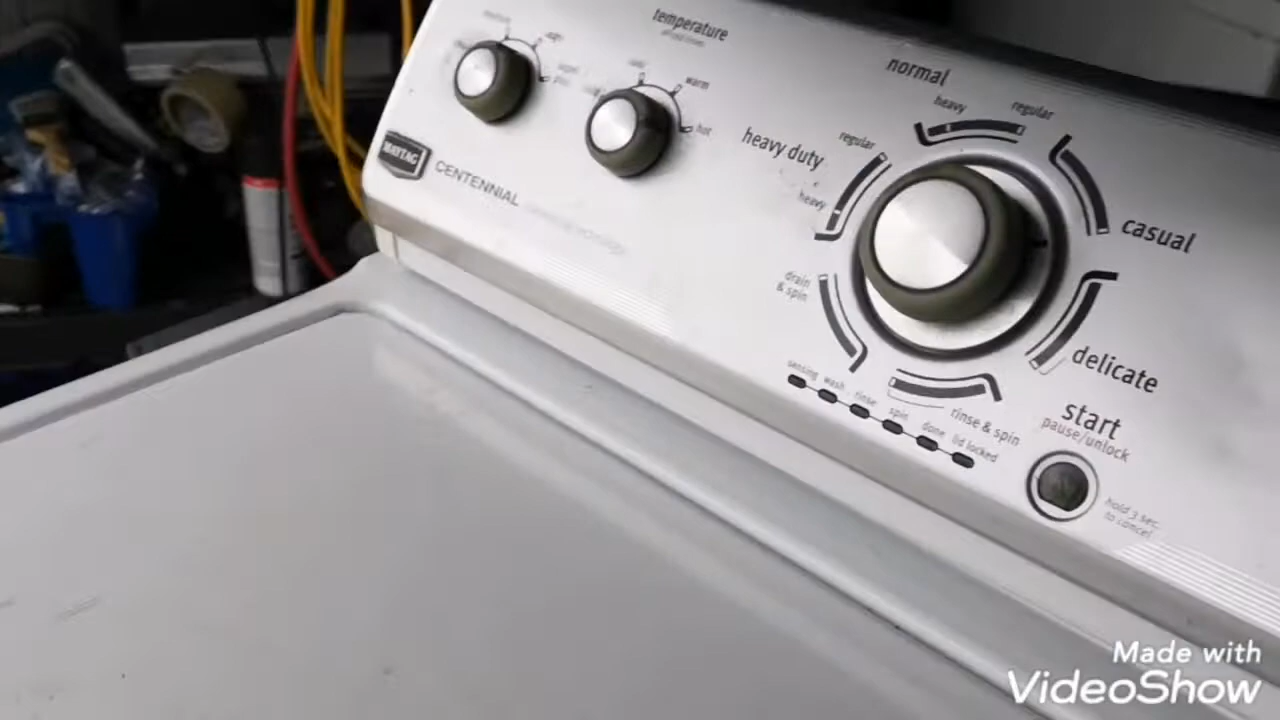 temperature
warm
hot
MAYTAG
CENTENNIAL
normal
heavy
regular
heavy duty
regular
heavy
casual
drain
& spin
delicate
rinse & spin
sensing
wash
rinse
spin
done
lid locked
start
pause/unlock
hold 3 sec.
to cancel
Made with
VideoShow